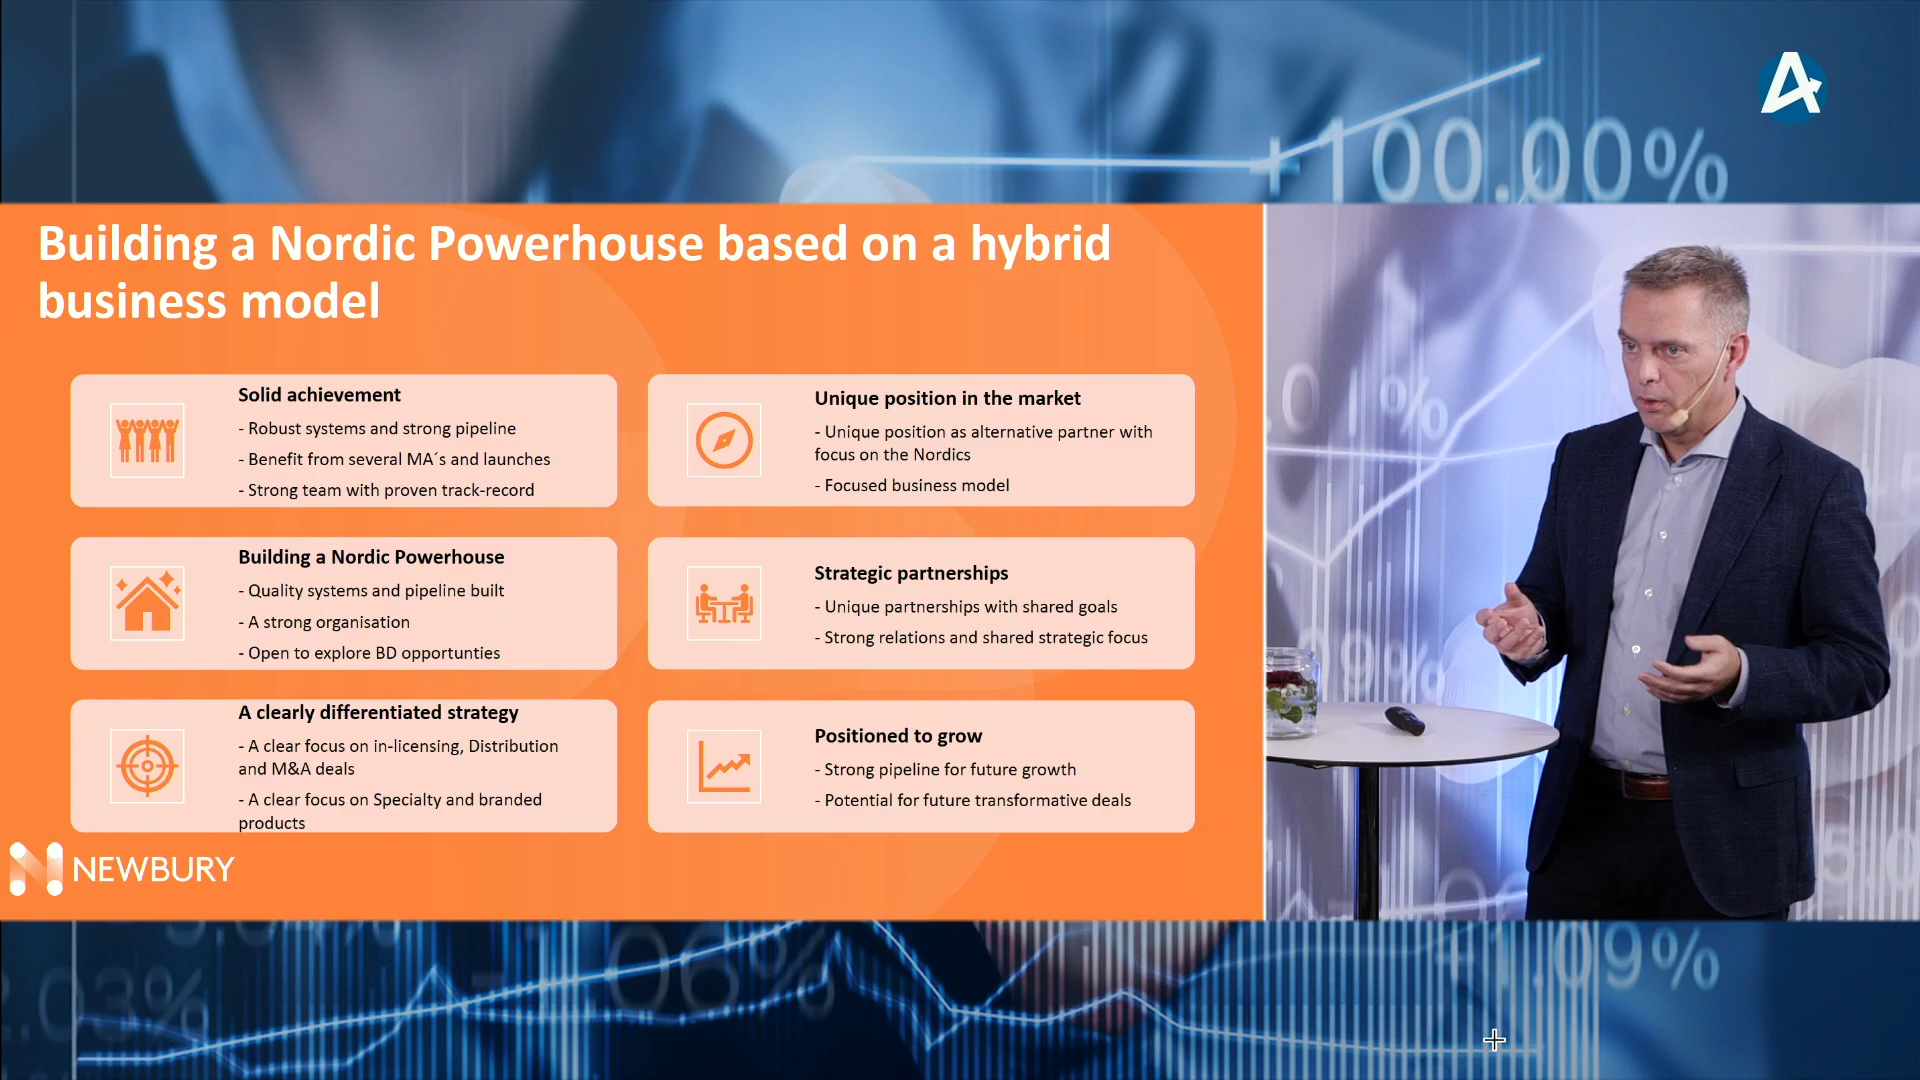 +100.00%
Building a Nordic Powerhouse based on a hybrid
business model
Solid achievement
- Robust systems and strong pipeline
- Benefit from several MA´s and launches
- Strong team with proven track-record
Unique position in the market
- Unique position as alternative partner with
focus on the Nordics
- Focused business model
Building a Nordic Powerhouse
- Quality systems and pipeline built
- A strong organisation
- Open to explore BD opportunties
Strategic partnerships
- Unique partnerships with shared goals
- Strong relations and shared strategic focus
A clearly differentiated strategy
- A clear focus on in-licensing, Distribution
and M&A deals
- A clear focus on Specialty and branded
products
Positioned to grow
- Strong pipeline for future growth
- Potential for future transformative deals
NEWBURY